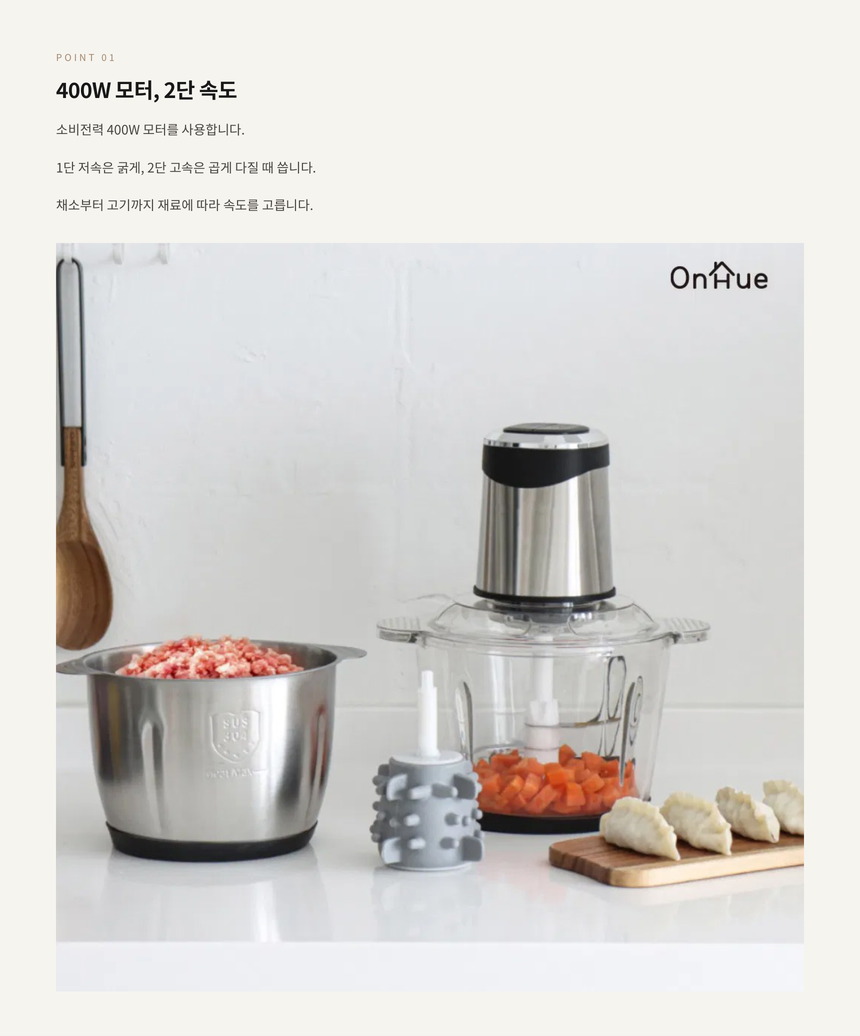 POINT 01
400W 모터, 2단 속도
소비전력 400W 모터를 사용합니다.
1단 저속은 굵게, 2단 고속은 곱게 다질 때 씁니다.
채소부터 고기까지 재료에 따라 속도를 고릅니다.
OnHue
SUS
304